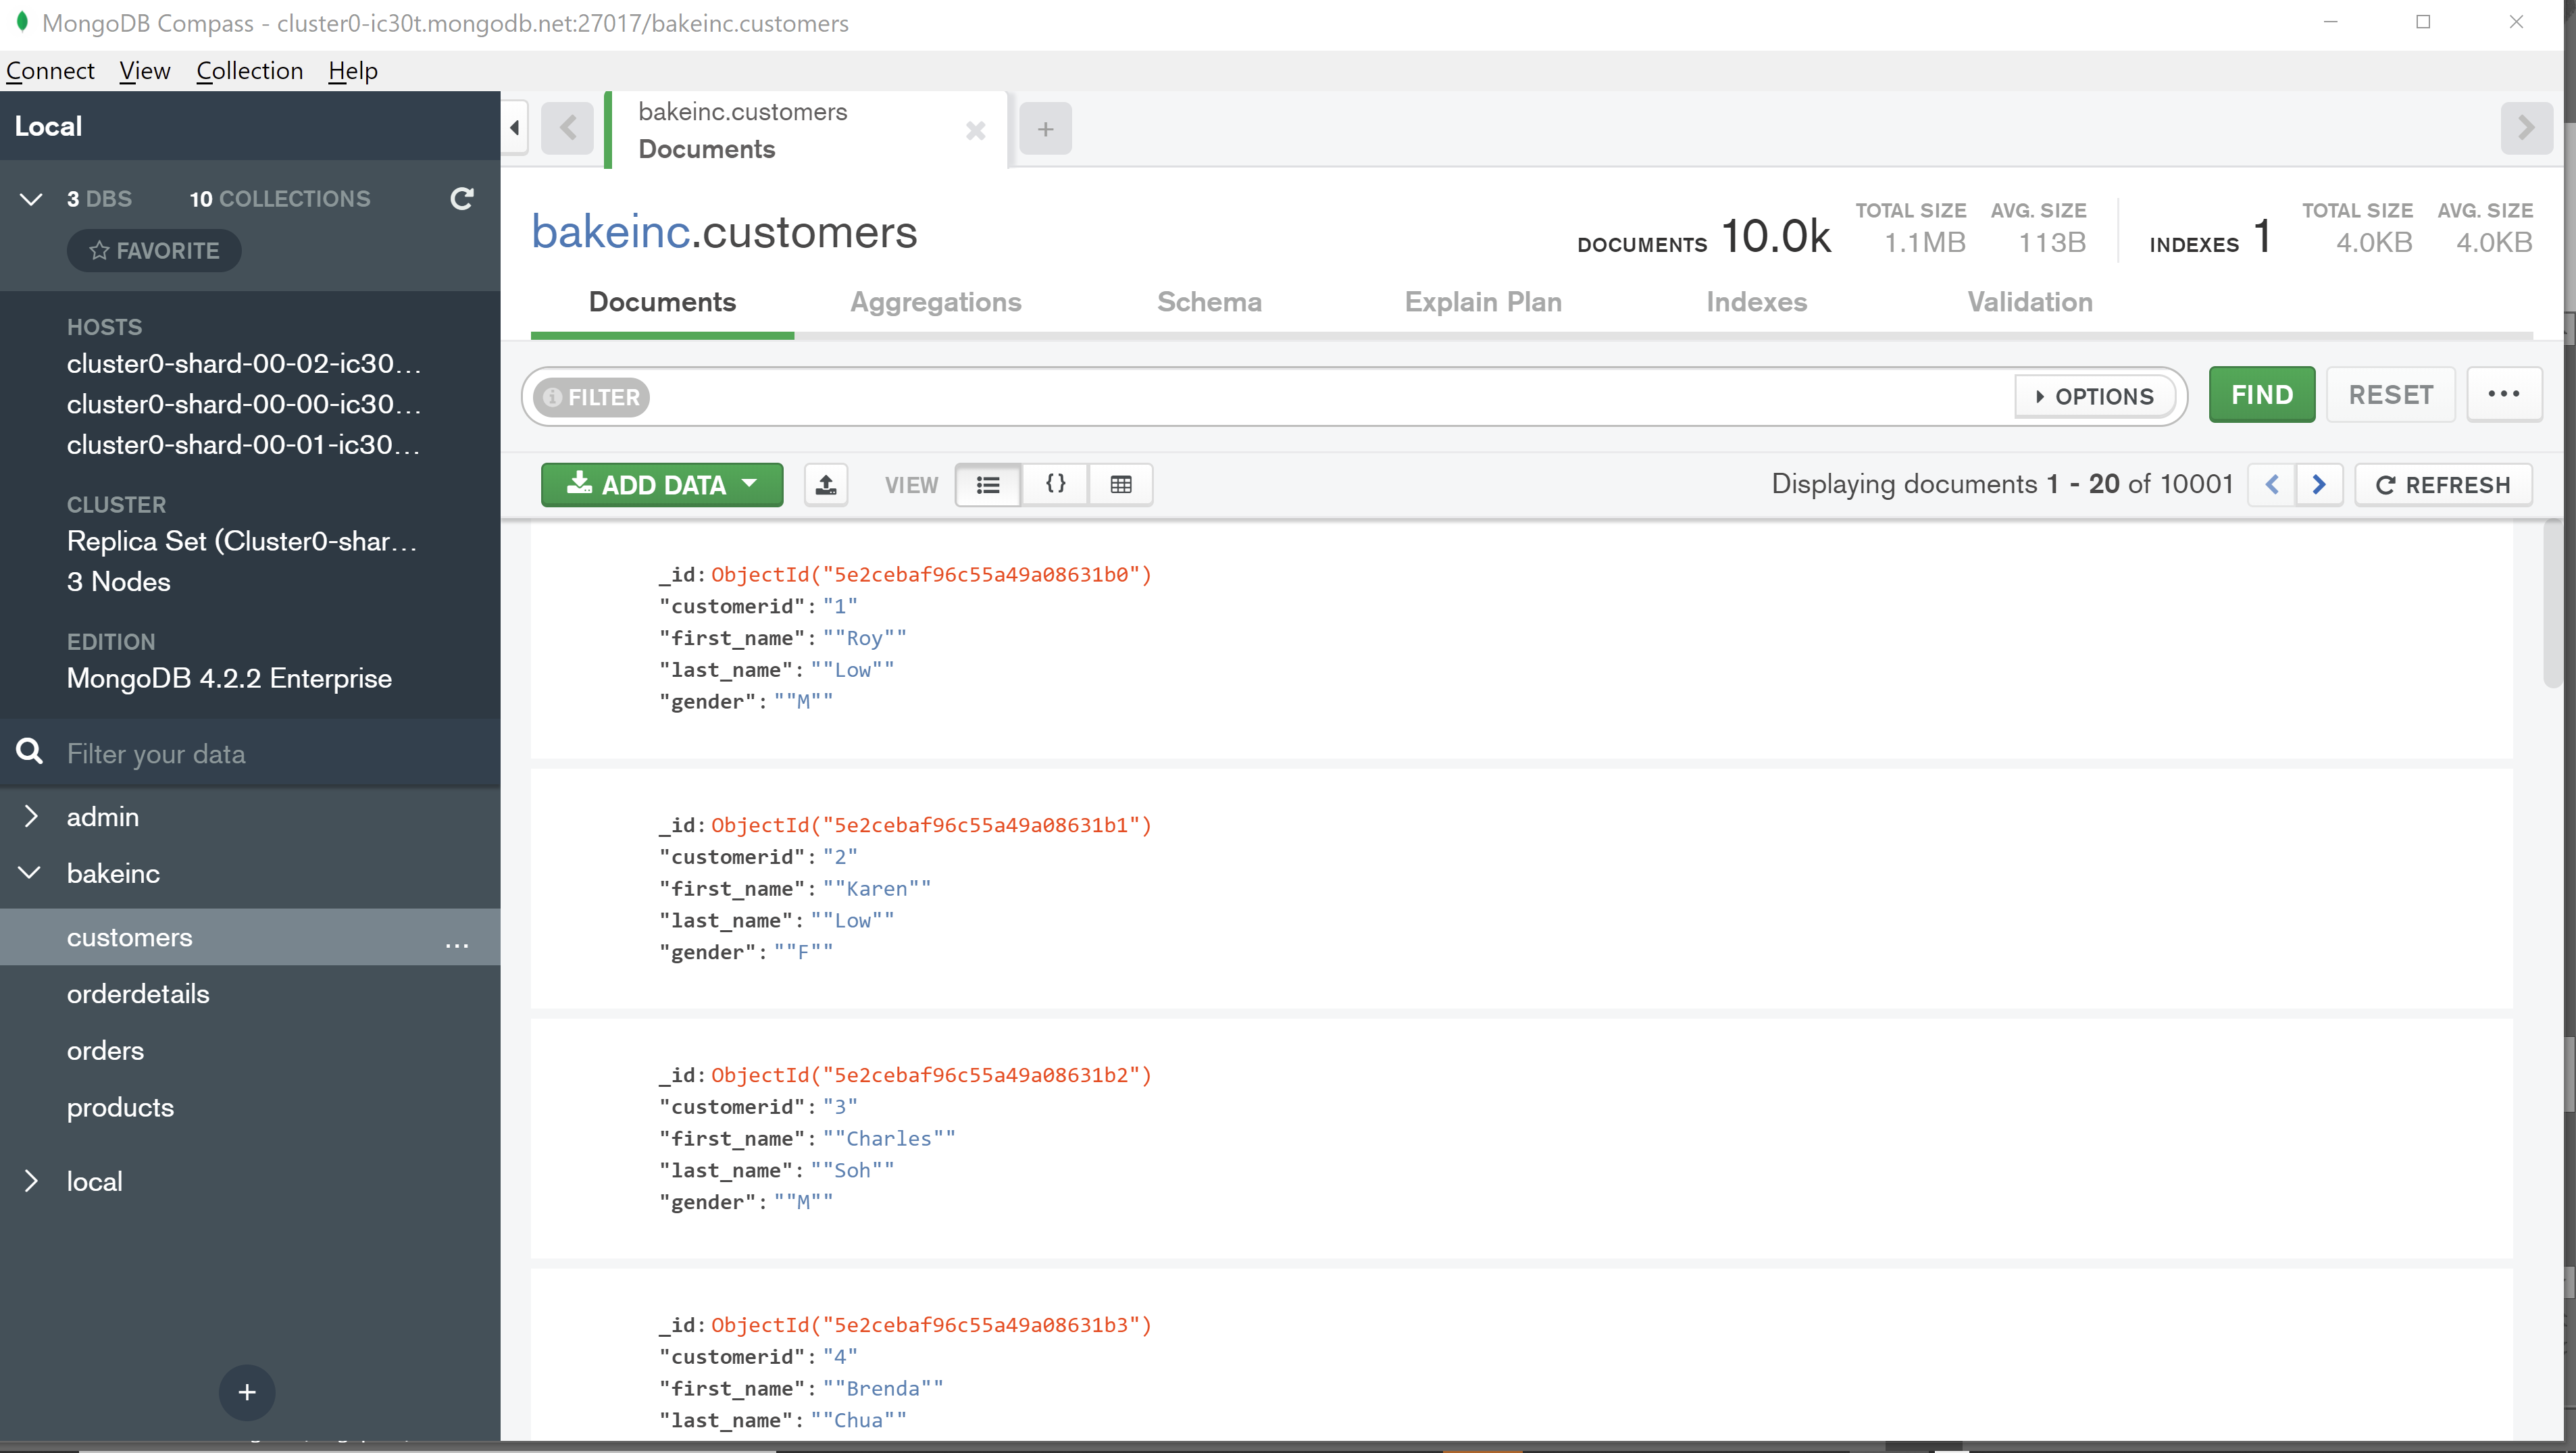 MongoDB Compass - cluster0-ic30t.mongodb.net:27017/bakeinc.customers
Connect View Collection Help
Local
3 DBS 10 COLLECTIONS
FAVORITE
HOSTS
cluster0-shard-00-02-ic30...
cluster0-shard-00-00-ic30...
cluster0-shard-00-01-ic30...
CLUSTER
Replica Set (Cluster0-shar...
3 Nodes
EDITION
MongoDB 4.2.2 Enterprise
Filter your data
admin
bakeinc
customers ...
orderdetails
orders
products
local
+
bakeinc.customers
Documents
+
bakeinc.customers
DOCUMENTS 10.0k TOTAL SIZE 1.1MB AVG. SIZE 113B INDEXES 1 TOTAL SIZE 4.0KB AVG. SIZE 4.0KB
Documents Aggregations Schema Explain Plan Indexes Validation
FILTER OPTIONS FIND RESET ...
ADD DATA VIEW {} Displaying documents 1 - 20 of 10001 REFRESH
_id: ObjectId("5e2cebaf96c55a49a08631b0")
"customerid": "1"
"first_name": ""Roy""
"last_name": ""Low""
"gender": ""M""
_id: ObjectId("5e2cebaf96c55a49a08631b1")
"customerid": "2"
"first_name": ""Karen""
"last_name": ""Low""
"gender": ""F""
_id: ObjectId("5e2cebaf96c55a49a08631b2")
"customerid": "3"
"first_name": ""Charles""
"last_name": ""Soh""
"gender": ""M""
_id: ObjectId("5e2cebaf96c55a49a08631b3")
"customerid": "4"
"first_name": ""Brenda""
"last_name": ""Chua""